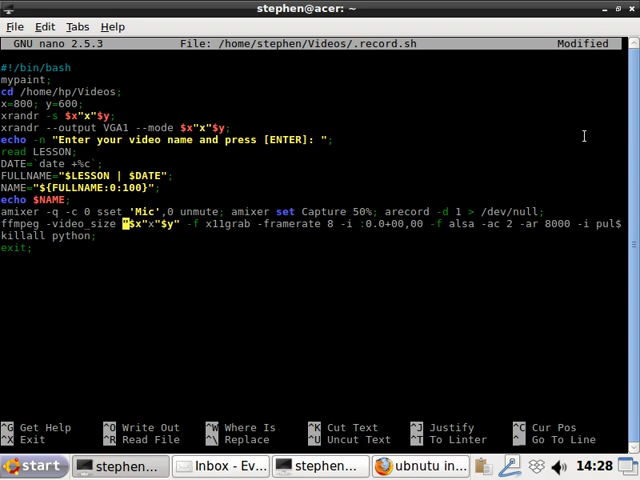 stephen@acer: ~
File Edit Tabs Help
GNU nano 2.5.3 File: /home/stephen/Videos/.record.sh Modified
#!/bin/bash
mypaint;
cd /home/hp/Videos;
x=800; y=600;
xrandr -s $x"x"$y;
xrandr --output VGA1 --mode $x"x"$y;
echo -n "Enter your video name and press [ENTER]: ";
read LESSON;
DATE=`date +%c`;
FULLNAME="$LESSON | $DATE";
NAME="${FULLNAME:0:100}";
echo $NAME;
amixer -q -c 0 sset 'Mic',0 unmute; amixer set Capture 50%; arecord -d 1 > /dev/null;
ffmpeg -video_size "$x"x"$y" -f x11grab -framerate 8 -i :0.0+00,00 -f alsa -ac 2 -ar 8000 -i pul$
killall python;
exit;
^G Get Help ^O Write Out ^W Where Is ^K Cut Text ^J Justify ^C Cur Pos
^X Exit ^R Read File ^\ Replace ^U Uncut Text ^T To Linter ^_ Go To Line
start stephen... Inbox - Ev... stephen... ubnutu in... 14:28